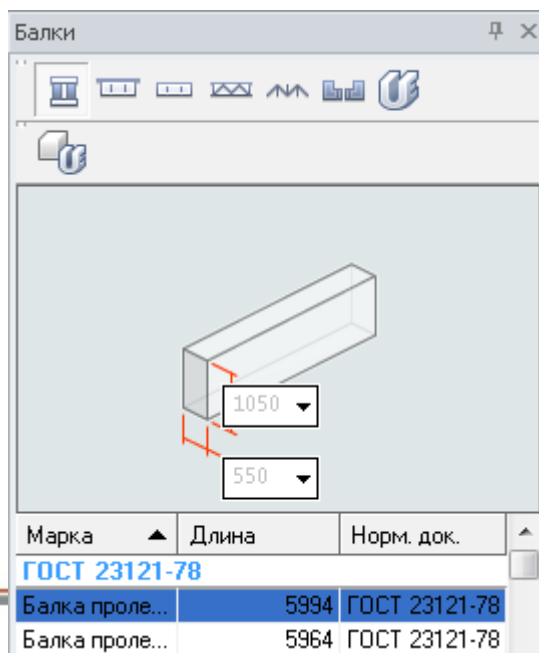 Балки
1050
550
Марка Длина Норм. док.
ГОСТ 23121-78
Балка проле... 5994 ГОСТ 23121-78
Балка проле... 5964 ГОСТ 23121-78